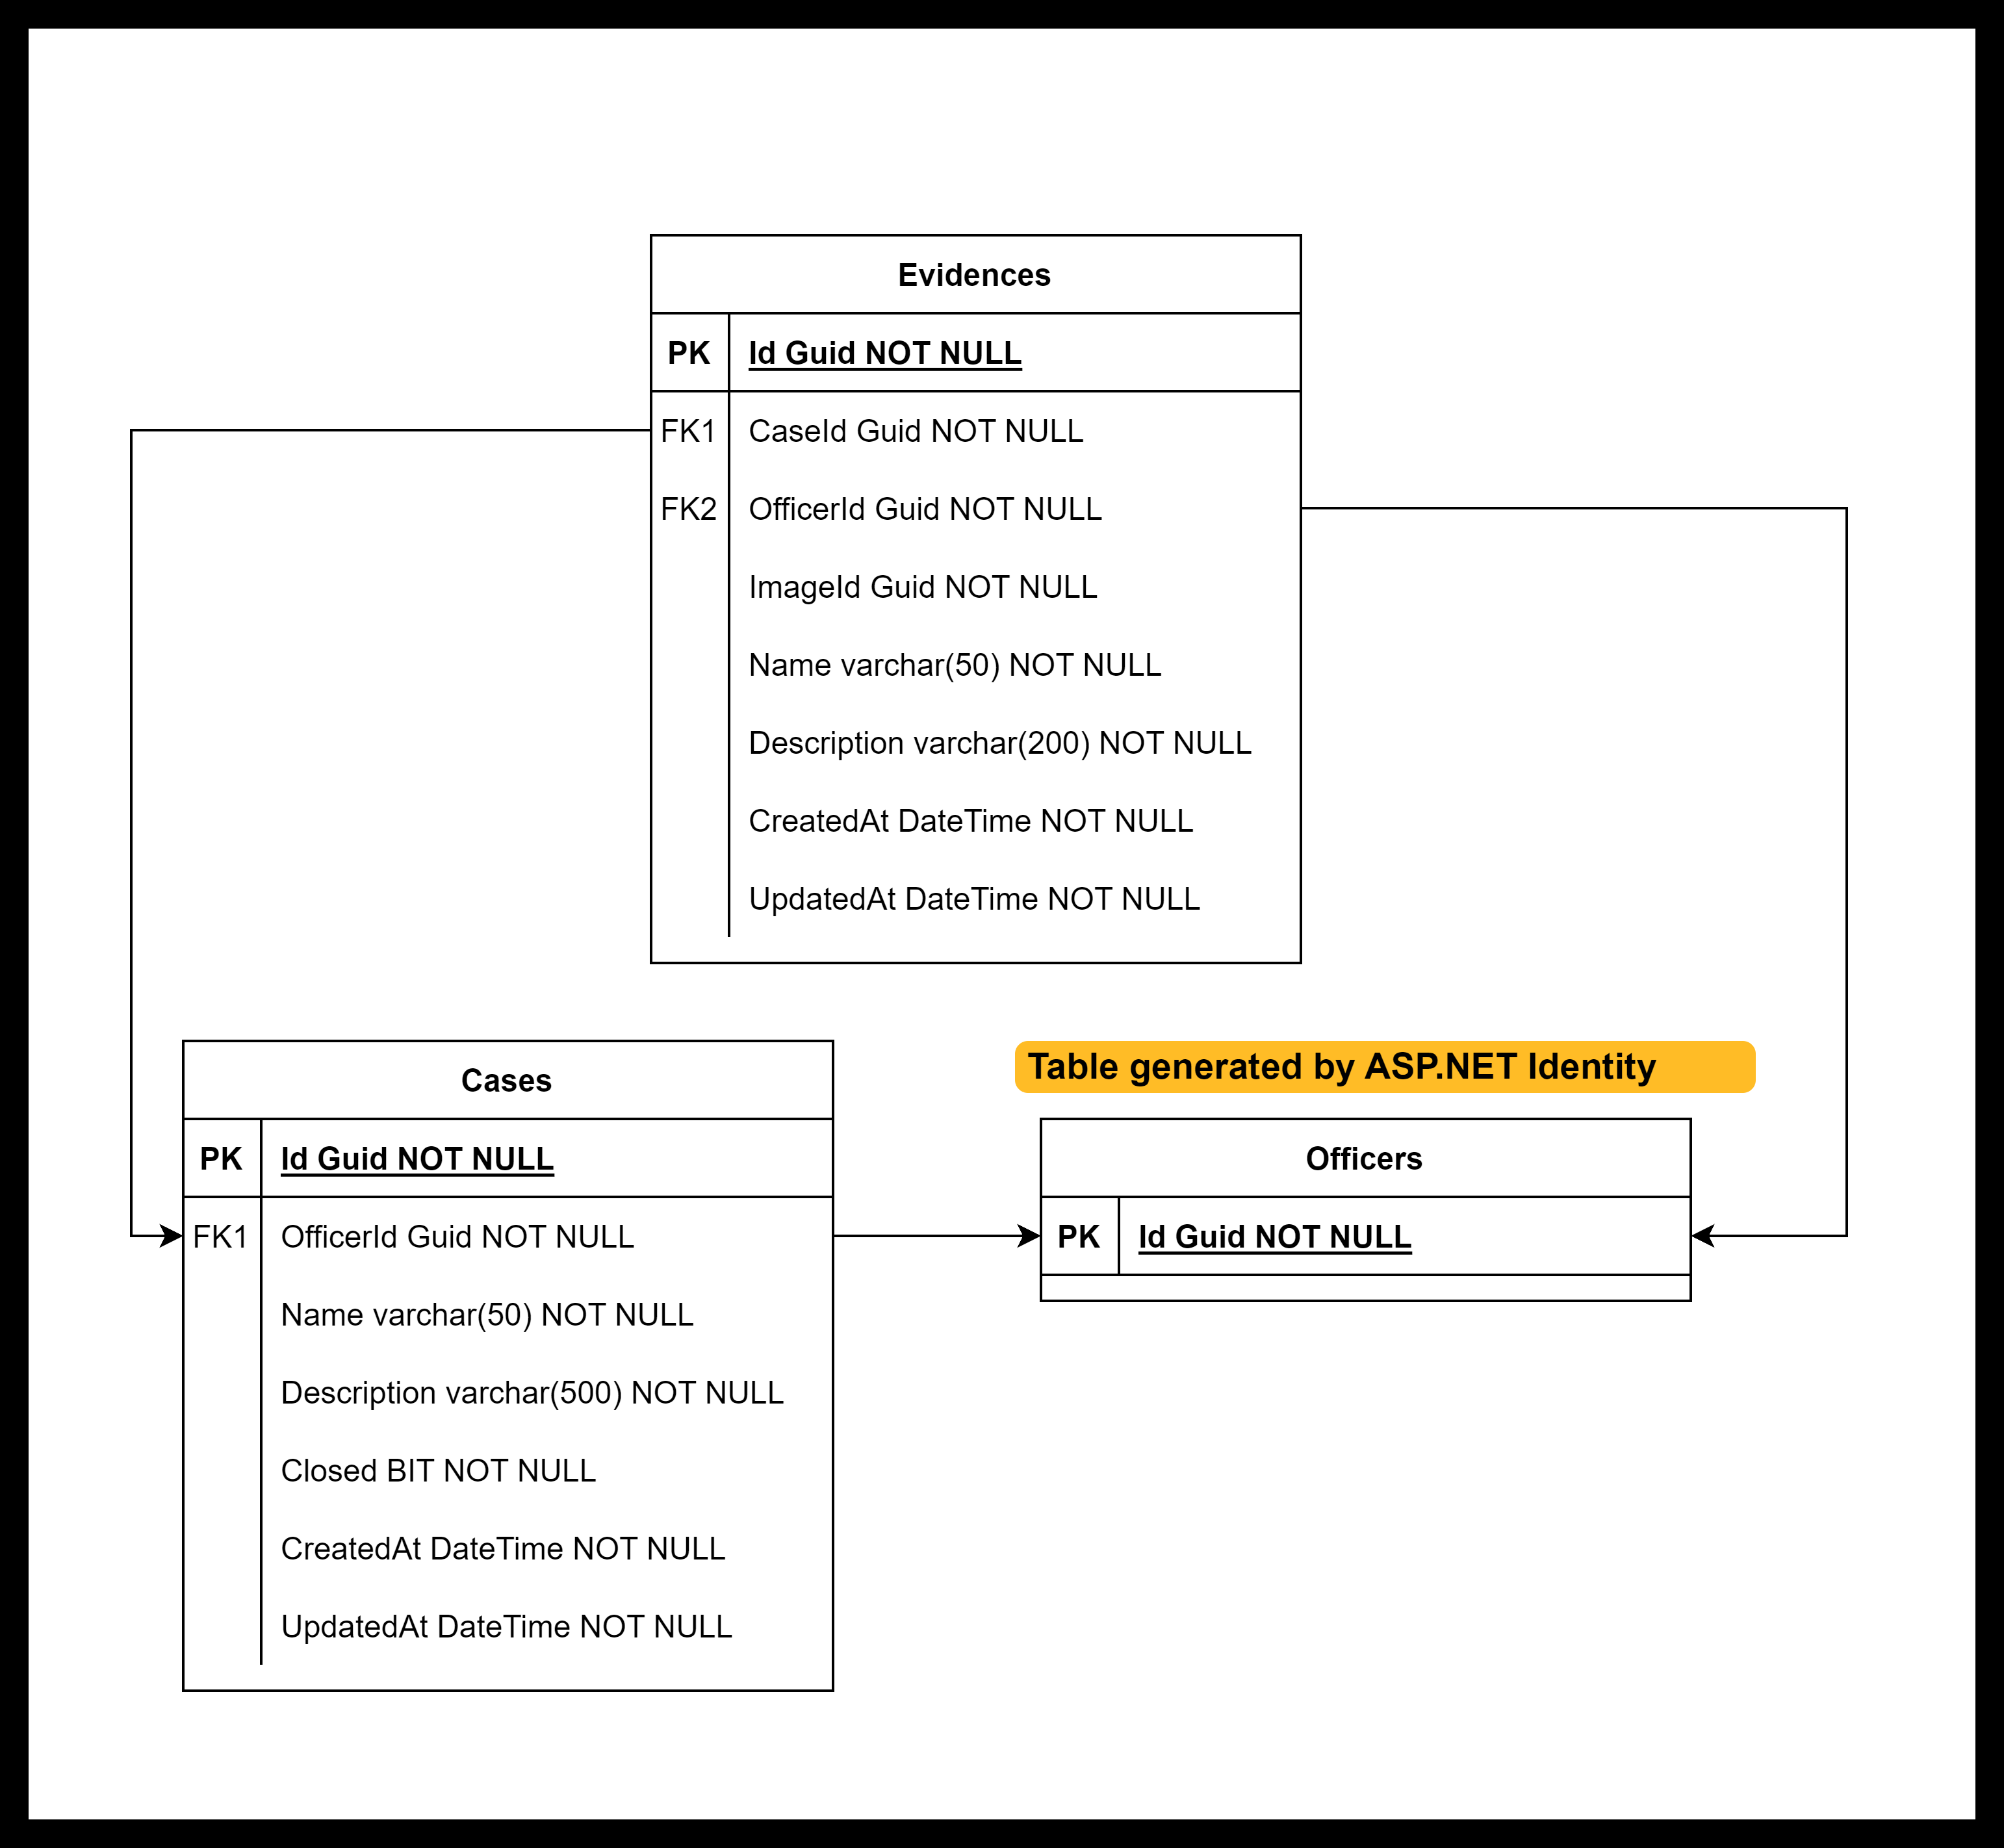 Evidences
PK Id Guid NOT NULL
FK1 CaseId Guid NOT NULL
FK2 OfficerId Guid NOT NULL
ImageId Guid NOT NULL
Name varchar(50) NOT NULL
Description varchar(200) NOT NULL
CreatedAt DateTime NOT NULL
UpdatedAt DateTime NOT NULL
Cases
PK Id Guid NOT NULL
FK1 OfficerId Guid NOT NULL
Name varchar(50) NOT NULL
Description varchar(500) NOT NULL
Closed BIT NOT NULL
CreatedAt DateTime NOT NULL
UpdatedAt DateTime NOT NULL
Table generated by ASP.NET Identity
Officers
PK Id Guid NOT NULL